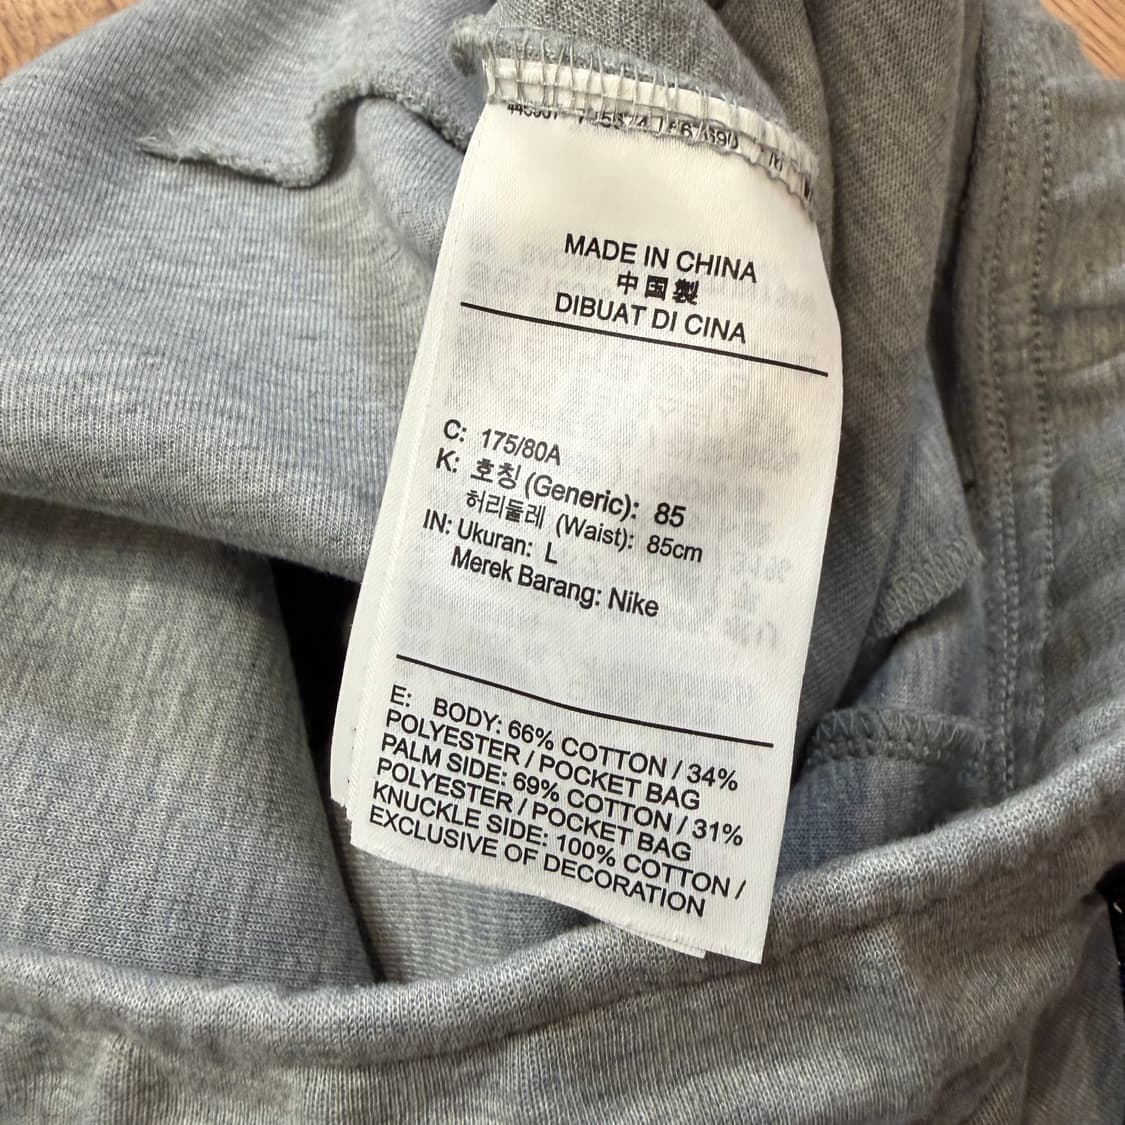 MADE IN CHINA
中国製
DIBUAT DI CINA
C: 175/80A
K: 호칭 (Generic): 85
허리둘레 (Waist): 85cm
IN: Ukuran: L
Merek Barang: Nike
E: BODY: 66% COTTON / 34%
POLYESTER / POCKET BAG
PALM SIDE: 69% COTTON / 31%
POLYESTER / POCKET BAG
KNUCKLE SIDE: 100% COTTON /
EXCLUSIVE OF DECORATION